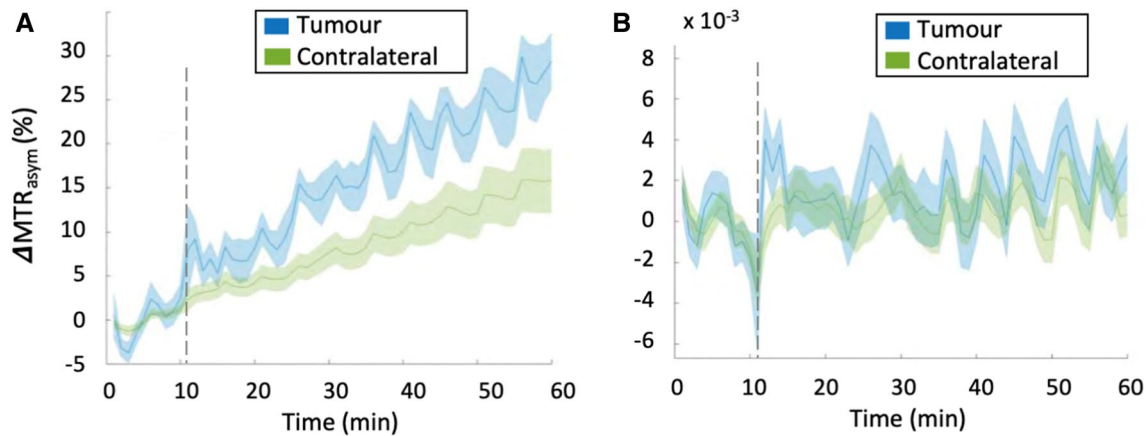 A
Tumour
Contralateral
ΔMTRasym (%)
30
25
20
15
10
5
0
-5
0 10 20 30 40 50 60
Time (min)
B
x 10-3
Tumour
Contralateral
8
6
4
2
0
-2
-4
-6
0 10 20 30 40 50 60
Time (min)